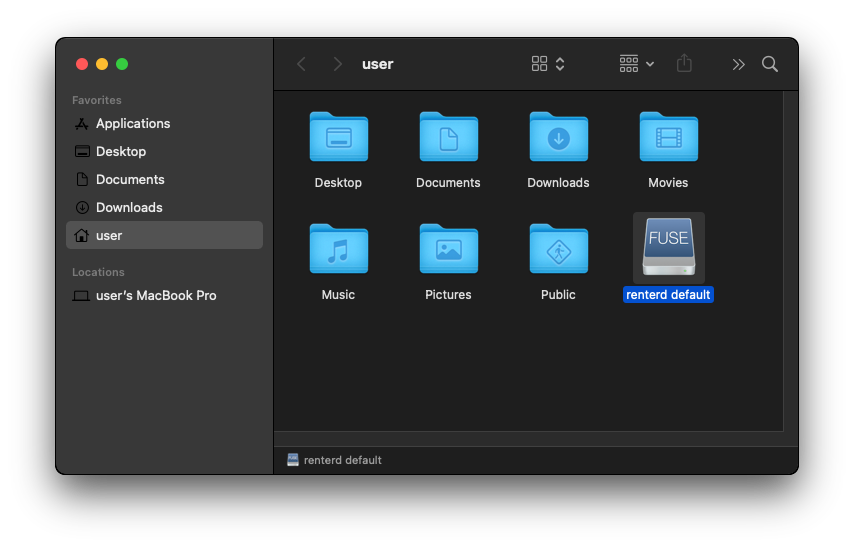 user
Favorites
Applications
Desktop
Documents
Downloads
user
Locations
user's MacBook Pro
Desktop
Documents
Downloads
Movies
Music
Pictures
Public
FUSE
renterd default
renterd default